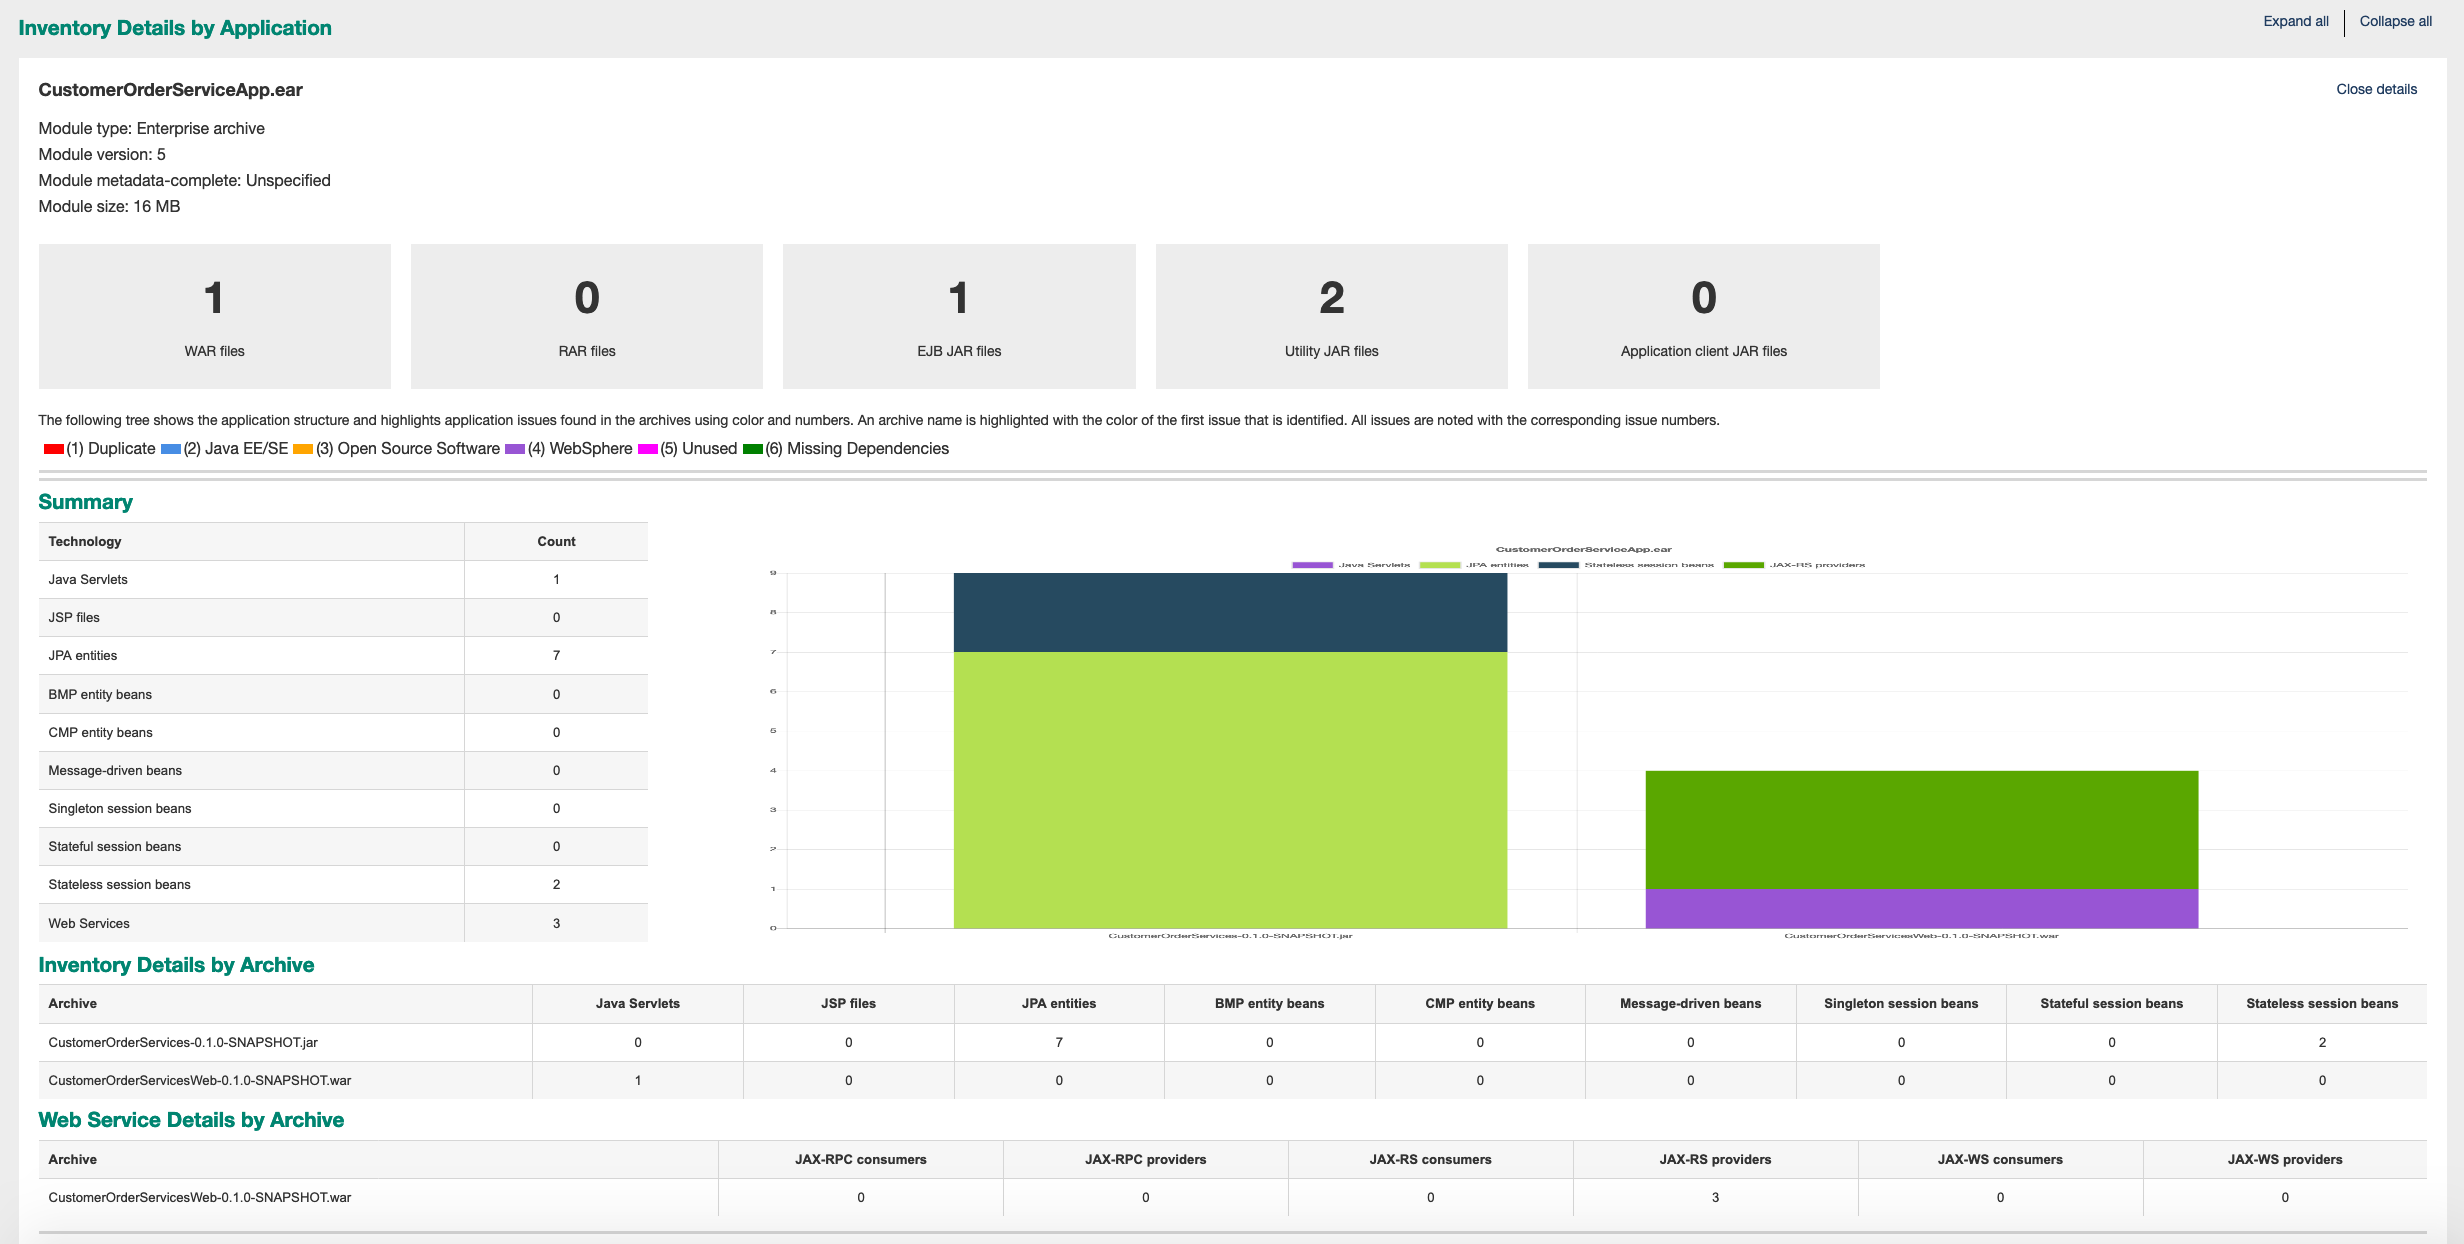 Inventory Details by Application
Expand all
Collapse all
CustomerOrderServiceApp.ear
Close details
Module type: Enterprise archive
Module version: 5
Module metadata-complete: Unspecified
Module size: 16 MB
1 0 1 2 0
WAR files RAR files EJB JAR files Utility JAR files Application client JAR files
The following tree shows the application structure and highlights application issues found in the archives using color and numbers. An archive name is highlighted with the color of the first issue that is identified. All issues are noted with the corresponding issue numbers.
(1) Duplicate (2) Java EE/SE (3) Open Source Software (4) WebSphere (5) Unused (6) Missing Dependencies
Summary
Technology Count
Java Servlets 1
JSP files 0
JPA entities 7
BMP entity beans 0
CMP entity beans 0
Message-driven beans 0
Singleton session beans 0
Stateful session beans 0
Stateless session beans 2
Web Services 3
CustomerOrderServiceApp.ear
Java Servlets JPA entities Stateless session beans JAX-RS providers
9
8
7
6
5
4
3
2
1
0
CustomerOrderServices-0.1.0-SNAPSHOT.jar CustomerOrderServicesWeb-0.1.0-SNAPSHOT.war
Inventory Details by Archive
Archive Java Servlets JSP files JPA entities BMP entity beans CMP entity beans Message-driven beans Singleton session beans Stateful session beans Stateless session beans
CustomerOrderServices-0.1.0-SNAPSHOT.jar 0 0 7 0 0 0 0 0 2
CustomerOrderServicesWeb-0.1.0-SNAPSHOT.war 1 0 0 0 0 0 0 0 0
Web Service Details by Archive
Archive JAX-RPC consumers JAX-RPC providers JAX-RS consumers JAX-RS providers JAX-WS consumers JAX-WS providers
CustomerOrderServicesWeb-0.1.0-SNAPSHOT.war 0 0 0 3 0 0